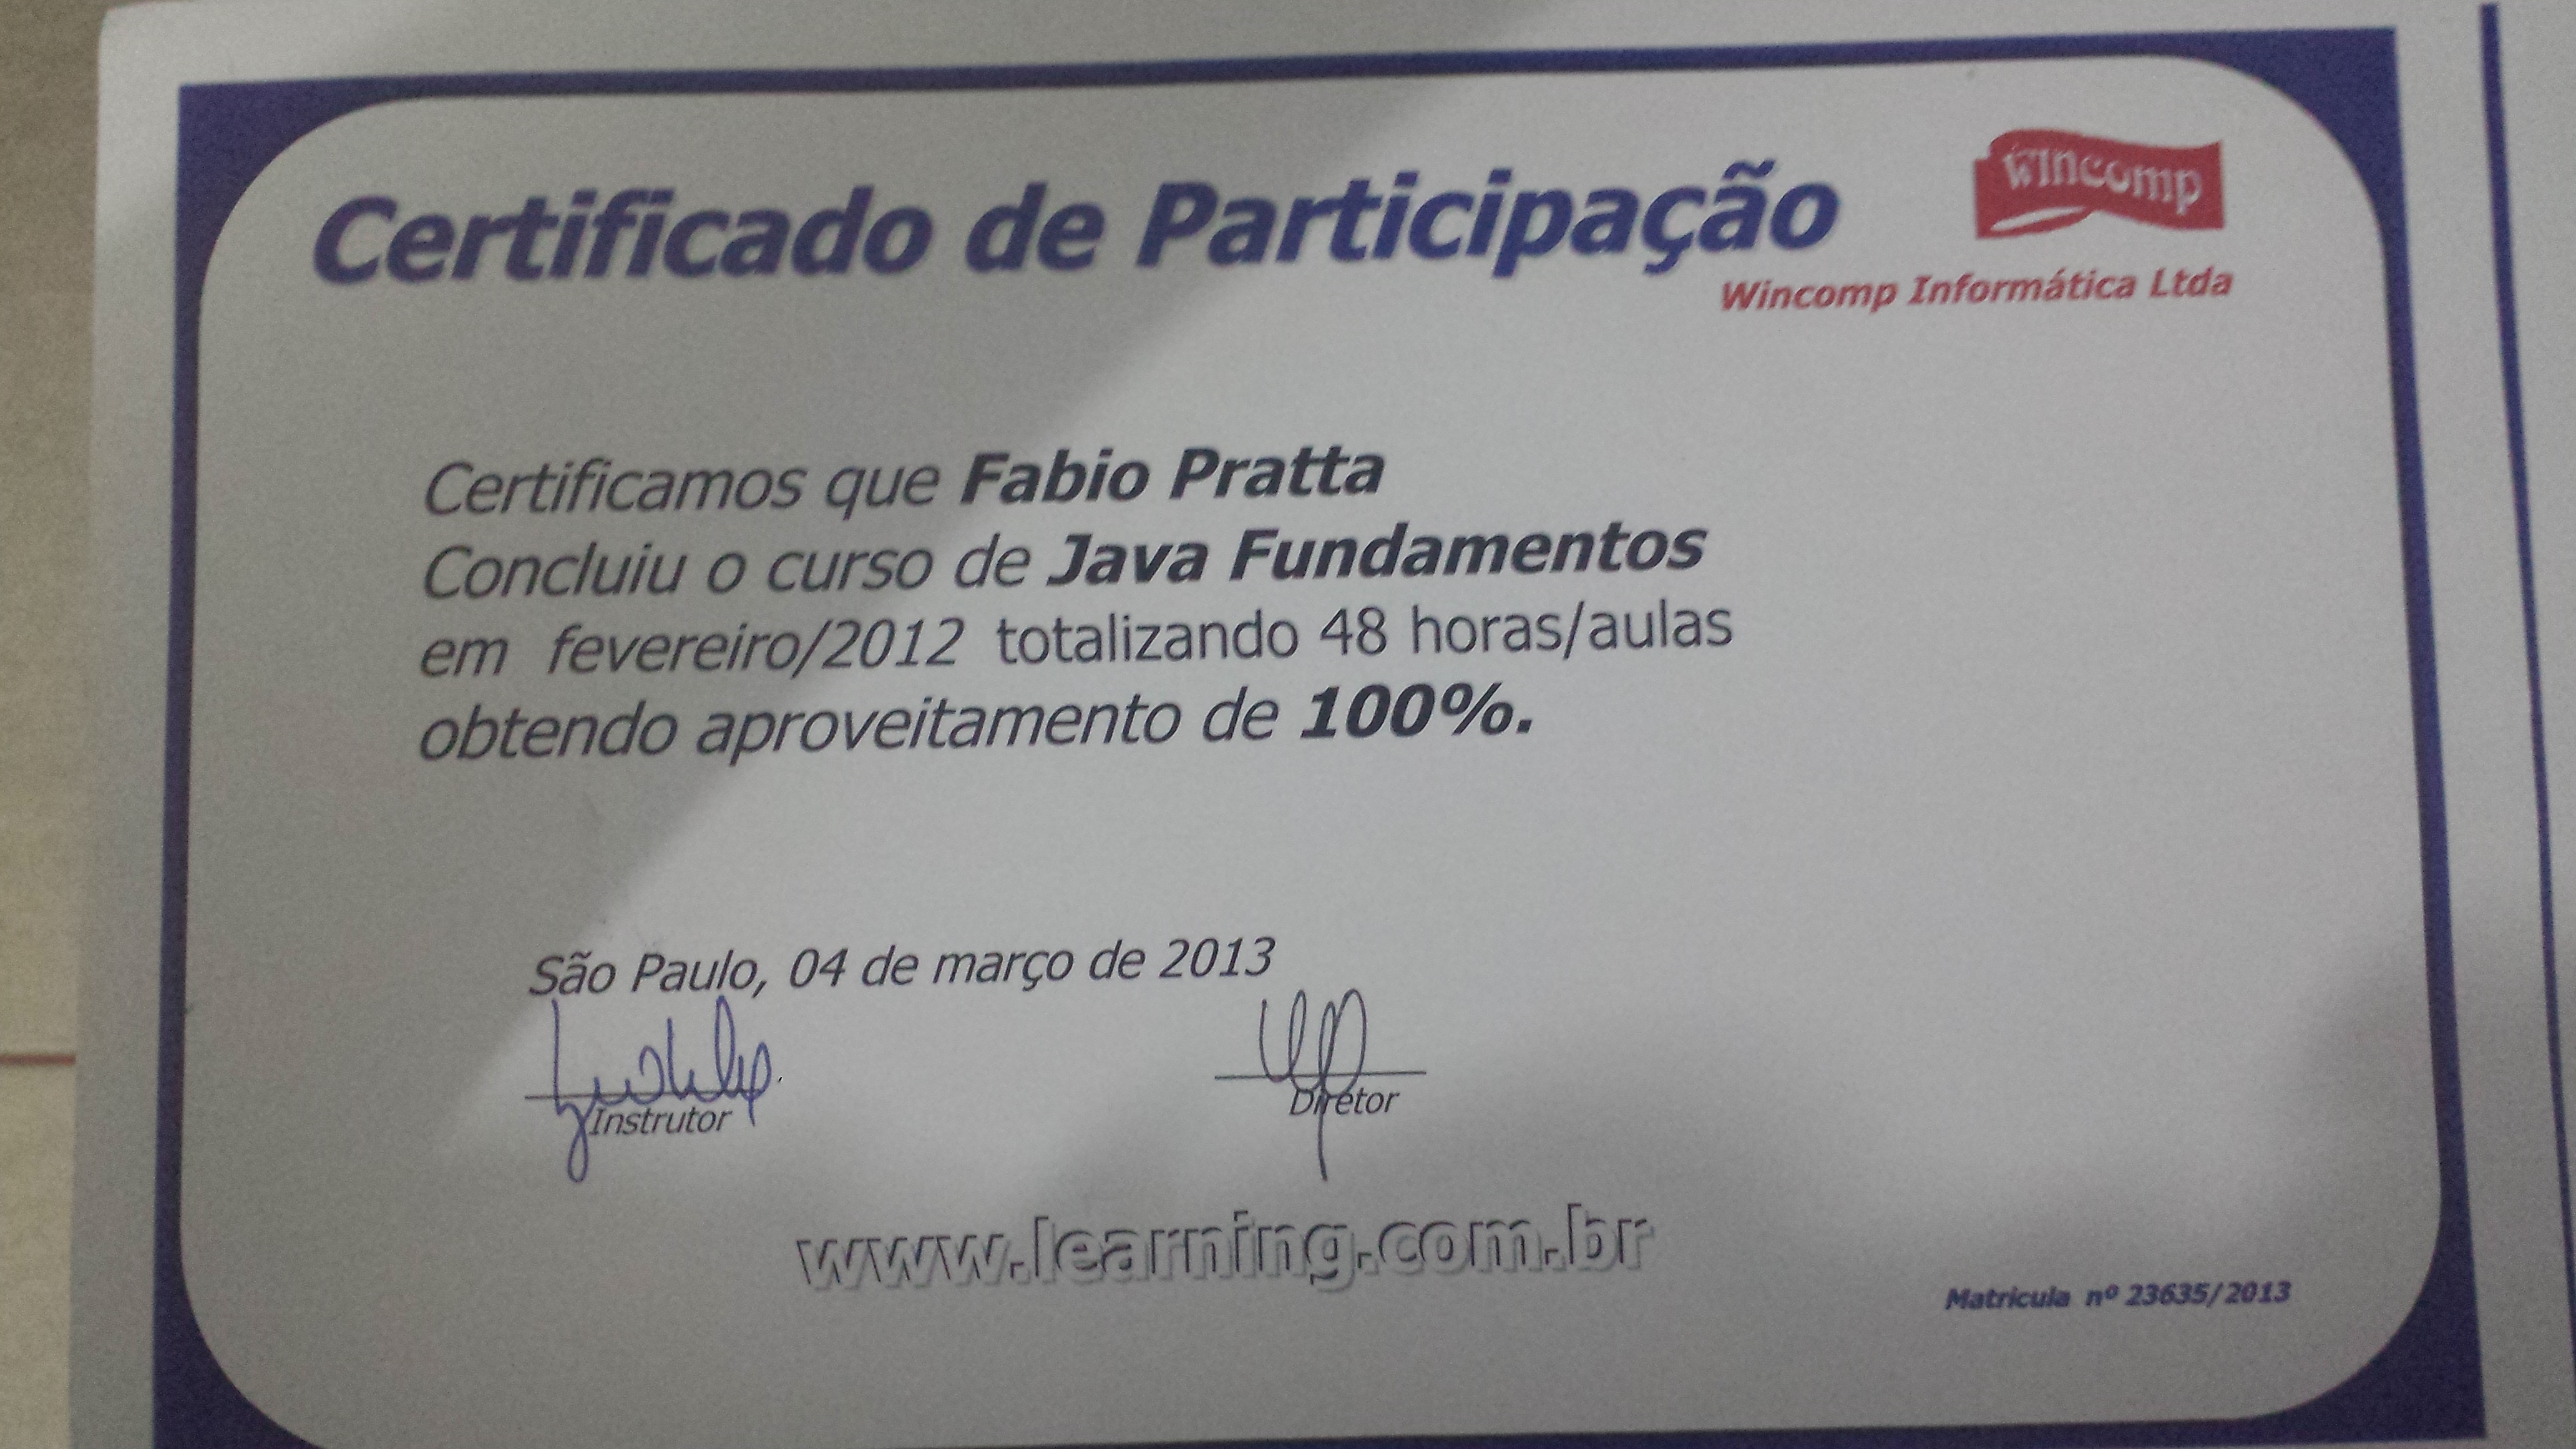 Certificado de Participação
wincomp
Wincomp Informática Ltda
Certificamos que Fabio Pratta
Concluiu o curso de Java Fundamentos
em fevereiro/2012 totalizando 48 horas/aulas
obtendo aproveitamento de 100%.
São Paulo, 04 de março de 2013
Instrutor
Diretor
www.learning.com.br
Matricula nº 23635/2013